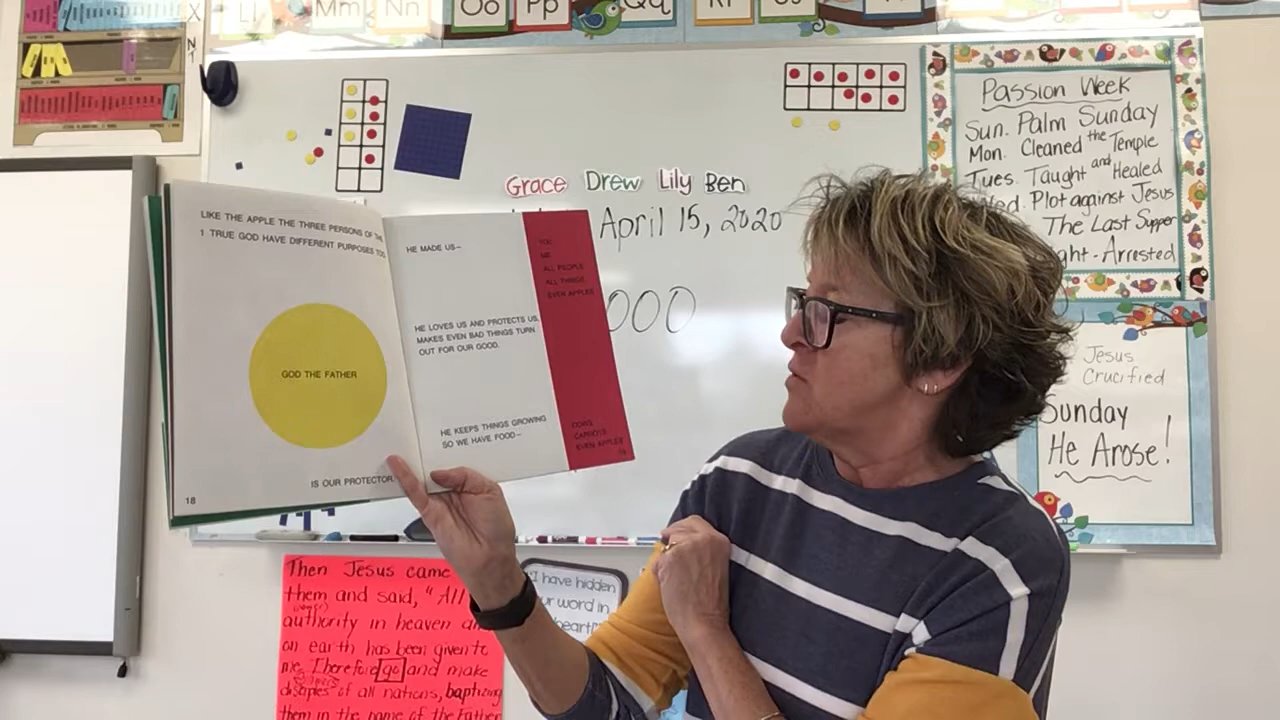 X
N
Ll Mm Nn Oo Pp Qq
Grace Drew Lily Ben
April 15, 2020
000
Passion Week
Sun. Palm Sunday
Mon. Cleaned the Temple
Tues. Taught and Healed
Plot against Jesus
The Last Supper
Arrested
Jesus
Crucified
Sunday
He Arose!
LIKE THE APPLE THE THREE PERSONS OF
1 TRUE GOD HAVE DIFFERENT PURPOSES TOO
GOD THE FATHER
IS OUR PROTECTOR
18
HE MADE US—
YOU
ME
ALL PEOPLE
ALL THINGS
EVEN APPLES
HE LOVES US AND PROTECTS US,
MAKES EVEN BAD THINGS TURN
OUT FOR OUR GOOD.
HE KEEPS THINGS GROWING
SO WE HAVE FOOD—
CARROTS
EVEN APPLES
19
Then Jesus came
them and said, "All
authority in heaven
on earth has been given to
me. Therefore go and make
disciples of all nations, baptizing
them in the name of the Father
"I have hidden
word in
heart